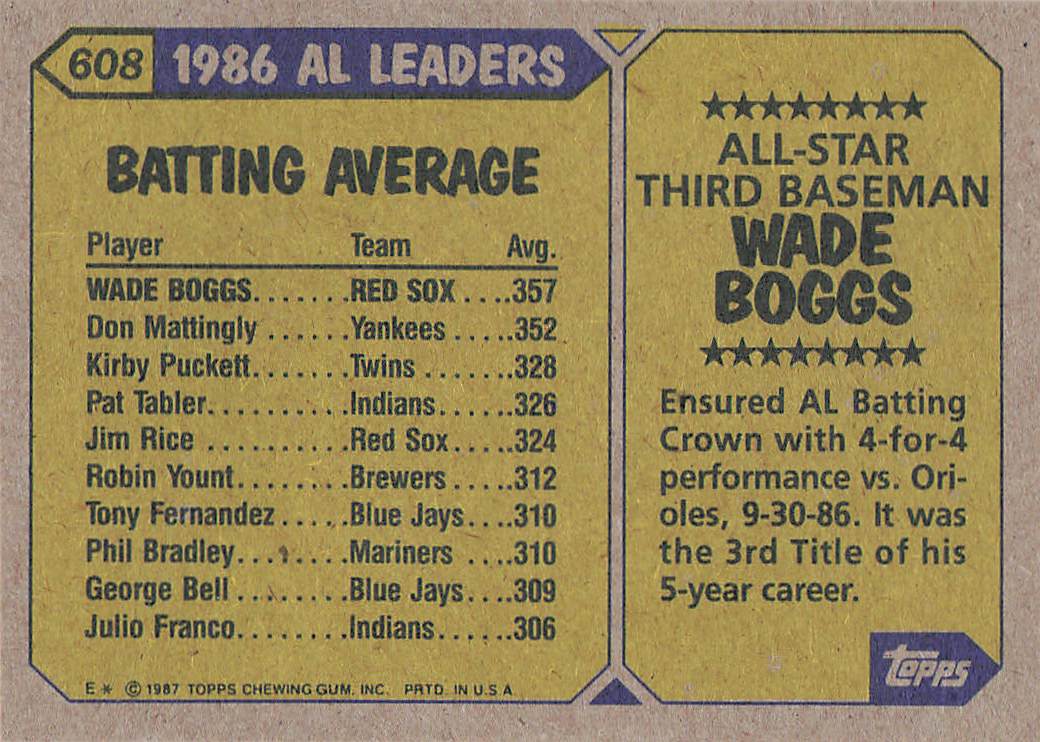 608 1986 AL LEADERS
BATTING AVERAGE
Player Team Avg.
WADE BOGGS.......RED SOX....357
Don Mattingly......Yankees.....352
Kirby Puckett.......Twins.......328
Pat Tabler..........Indians......326
Jim Rice..........Red Sox.....324
Robin Yount........Brewers.....312
Tony Fernandez.....Blue Jays....310
Phil Bradley........Mariners....310
George Bell........Blue Jays....309
Julio Franco........Indians......306
E * © 1987 TOPPS CHEWING GUM, INC. PRTD. IN U.S.A
★★★★★★★★
ALL-STAR
THIRD BASEMAN
WADE
BOGGS
★★★★★★★★
Ensured AL Batting
Crown with 4-for-4
performance vs. Ori-
oles, 9-30-86. It was
the 3rd Title of his
5-year career.
TOPPS